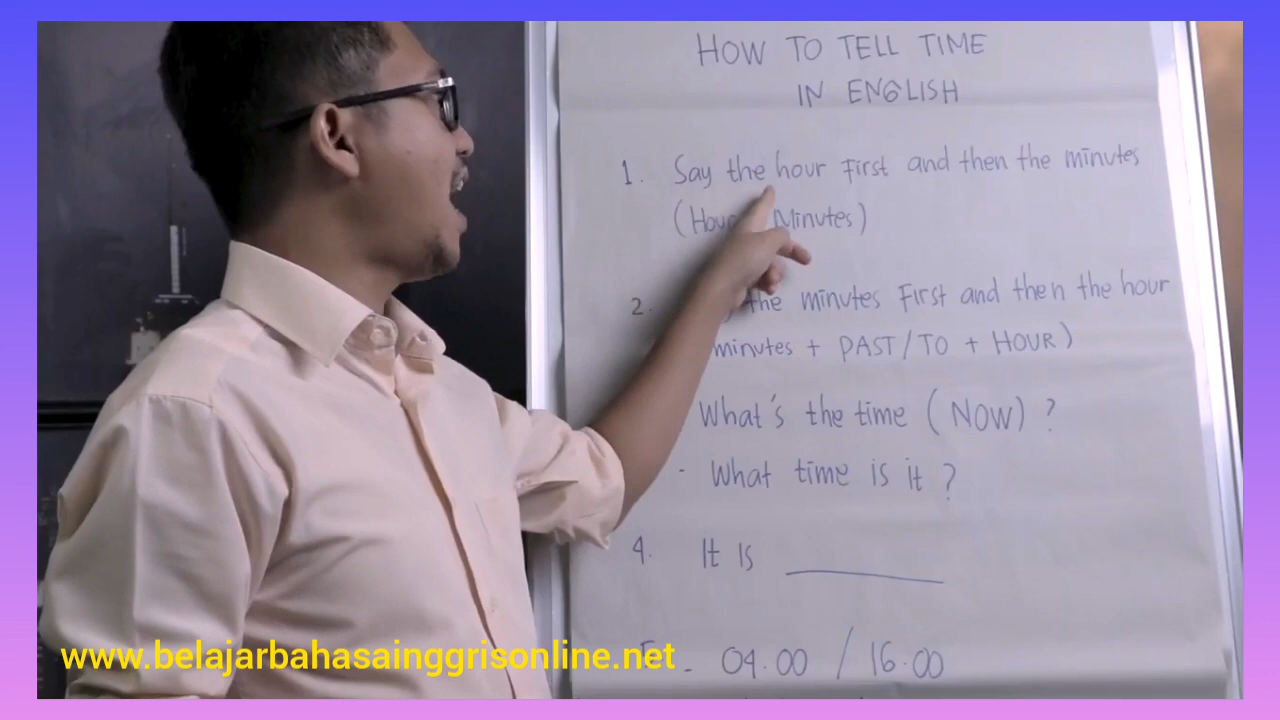 HOW TO TELL TIME
IN ENGLISH
1. Say the hour First and then the minutes
(Hour Minutes)
2. the minutes First and then the hour
minutes + PAST/TO + HOUR)
What's the time (NOW) ?
- What time is it ?
4. It Is ________
- 04.00 / 16.00
www.belajarbahasainggrisonline.net